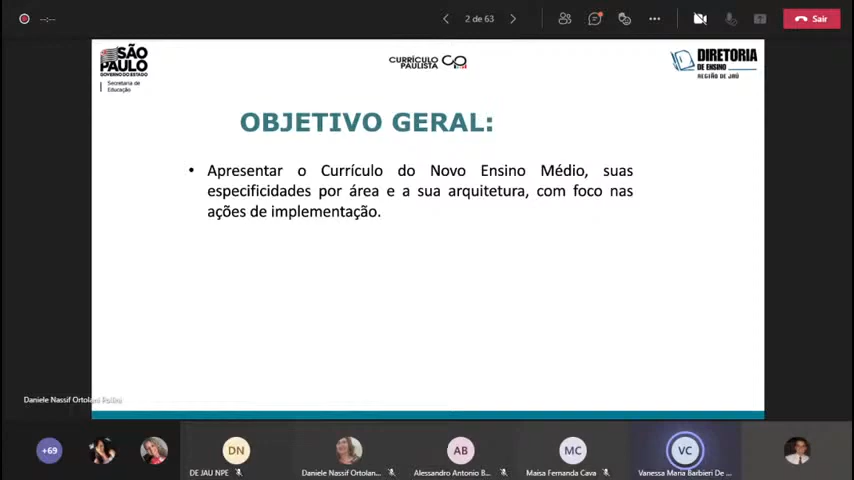 --:--
2 de 63
Sair
SÃO
PAULO
GOVERNO DO ESTADO
Secretaria de
Educação
CURRÍCULO
PAULISTA
DIRETORIA
DE ENSINO
REGIÃO DE JAÚ
OBJETIVO GERAL:
• Apresentar o Currículo do Novo Ensino Médio, suas
especificidades por área e a sua arquitetura, com foco nas
ações de implementação.
Daniele Nassif Ortolani Pollini
+69
DN
AB
MC
VC
DE JAU NPE
Daniele Nassif Ortolan...
Alessandro Antonio B...
Maisa Fernanda Cava
Vanessa Maria Barbieri De ...